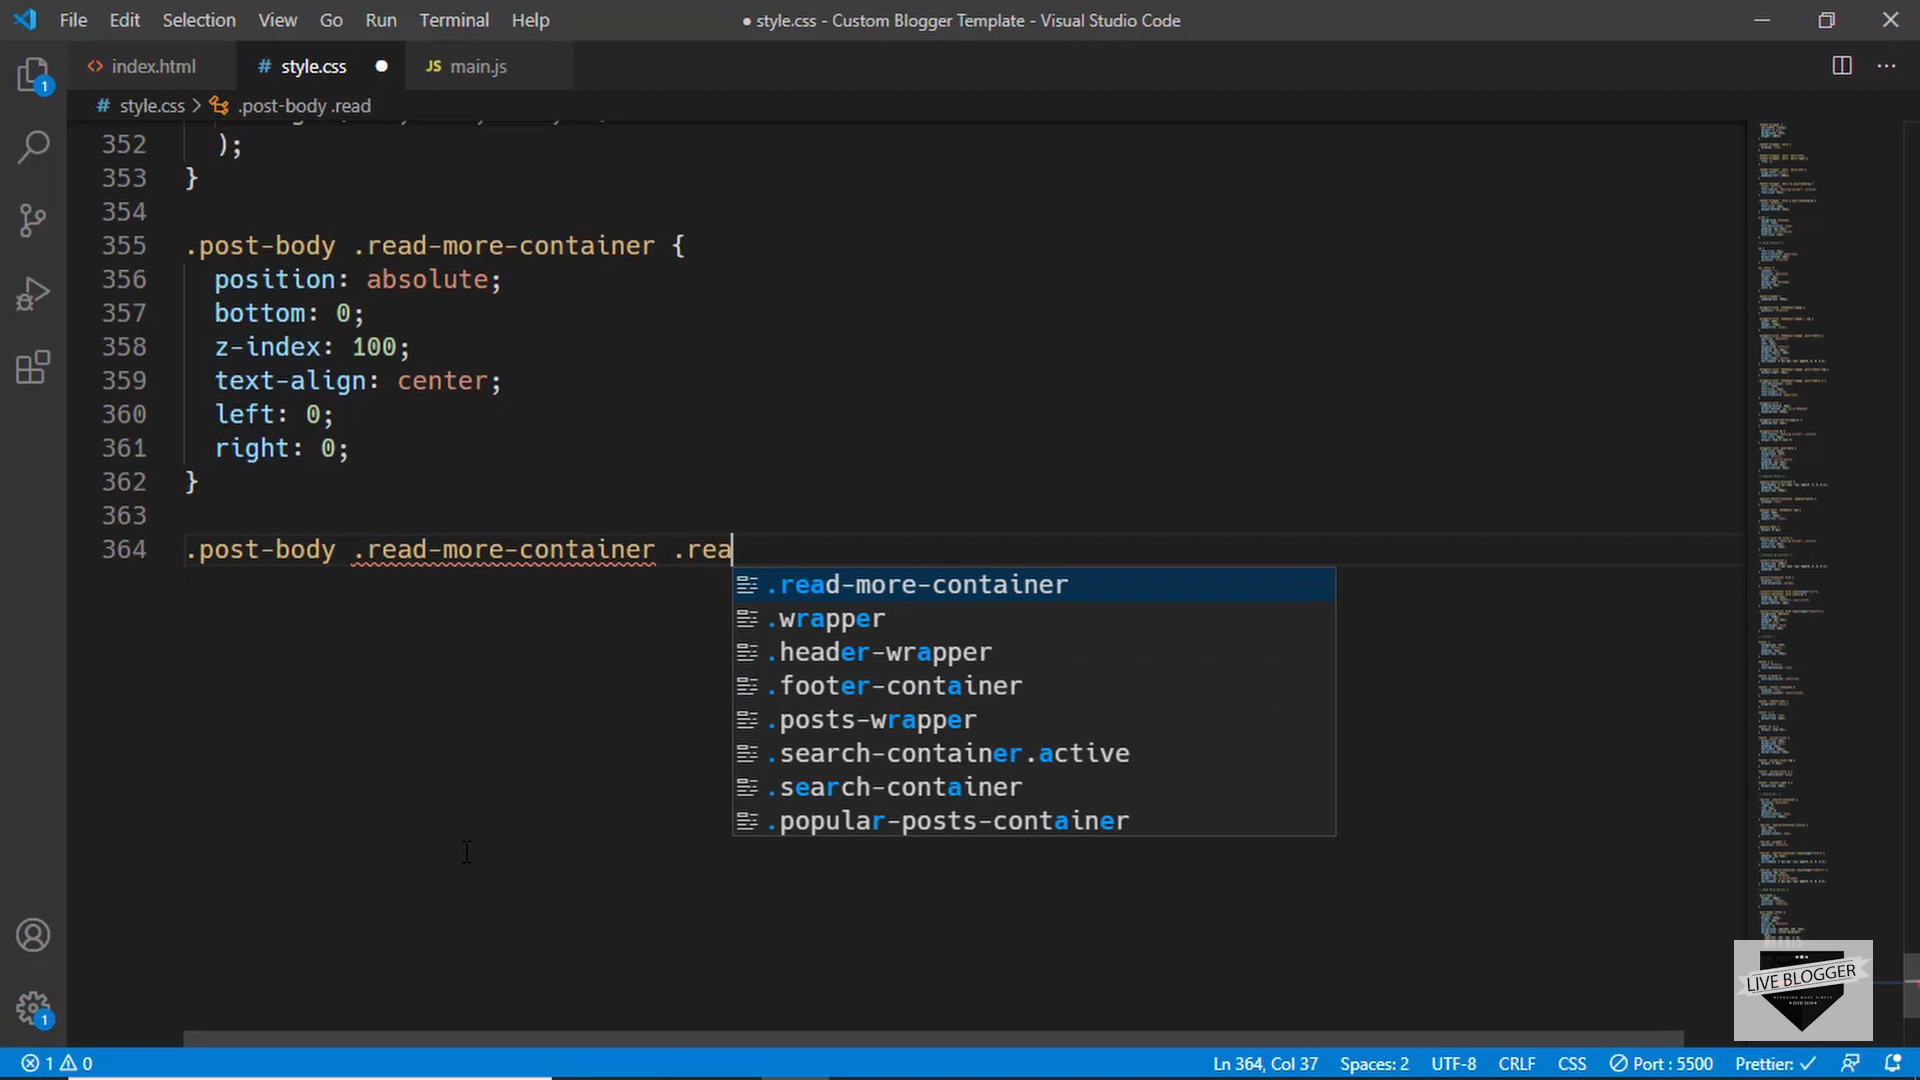 File Edit Selection View Go Run Terminal Help
● style.css - Custom Blogger Template - Visual Studio Code
<> index.html # style.css ● JS main.js
# style.css > .post-body .read
352 );
353 }
354
355 .post-body .read-more-container {
356 position: absolute;
357 bottom: 0;
358 z-index: 100;
359 text-align: center;
360 left: 0;
361 right: 0;
362 }
363
364 .post-body .read-more-container .rea
.read-more-container
.wrapper
.header-wrapper
.footer-container
.posts-wrapper
.search-container.active
.search-container
.popular-posts-container
1
1
LIVE BLOGGER
1 0 Ln 364, Col 37 Spaces: 2 UTF-8 CRLF CSS Port : 5500 Prettier: ✓